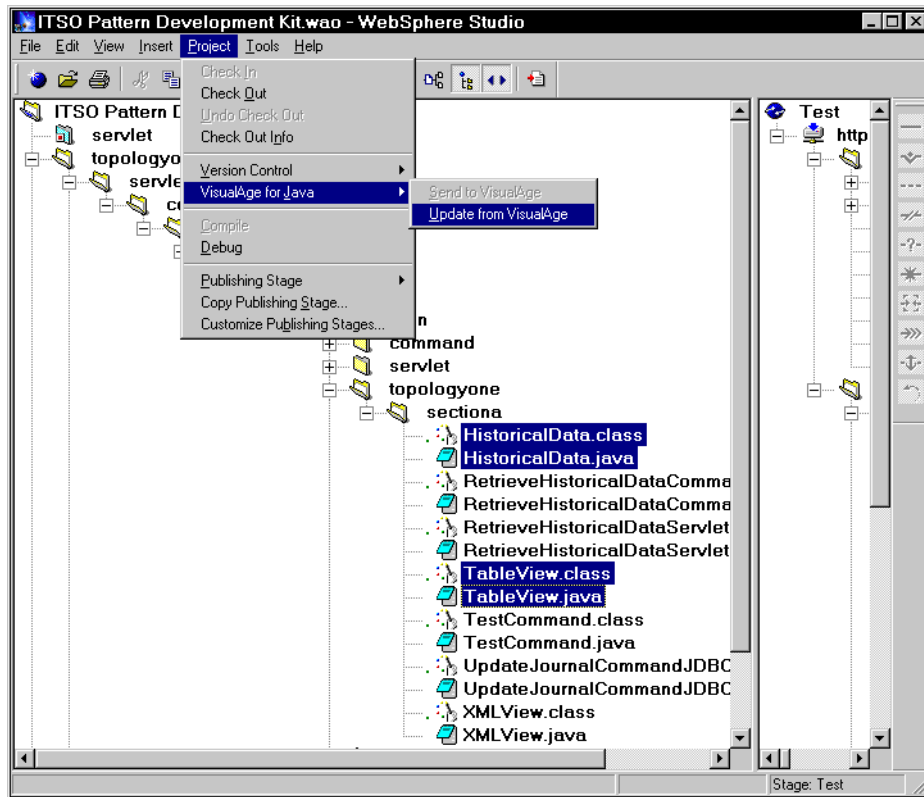 ITSO Pattern Development Kit.wao - WebSphere Studio
File Edit View Insert Project Tools Help
Check In
Check Out
Undo Check Out
Check Out Info
Version Control
VisualAge for Java
Send to VisualAge
Update from VisualAge
Compile
Debug
Publishing Stage
Copy Publishing Stage...
Customize Publishing Stages...
ITSO Pattern D
servlet
topologyo
servle
c
n
command
servlet
topologyone
sectiona
HistoricalData.class
HistoricalData.java
RetrieveHistoricalDataComma
RetrieveHistoricalDataComma
RetrieveHistoricalDataServlet
RetrieveHistoricalDataServlet
TableView.class
TableView.java
TestCommand.class
TestCommand.java
UpdateJournalCommandJDBC
UpdateJournalCommandJDBC
XMLView.class
XMLView.java
Test
http
Stage: Test